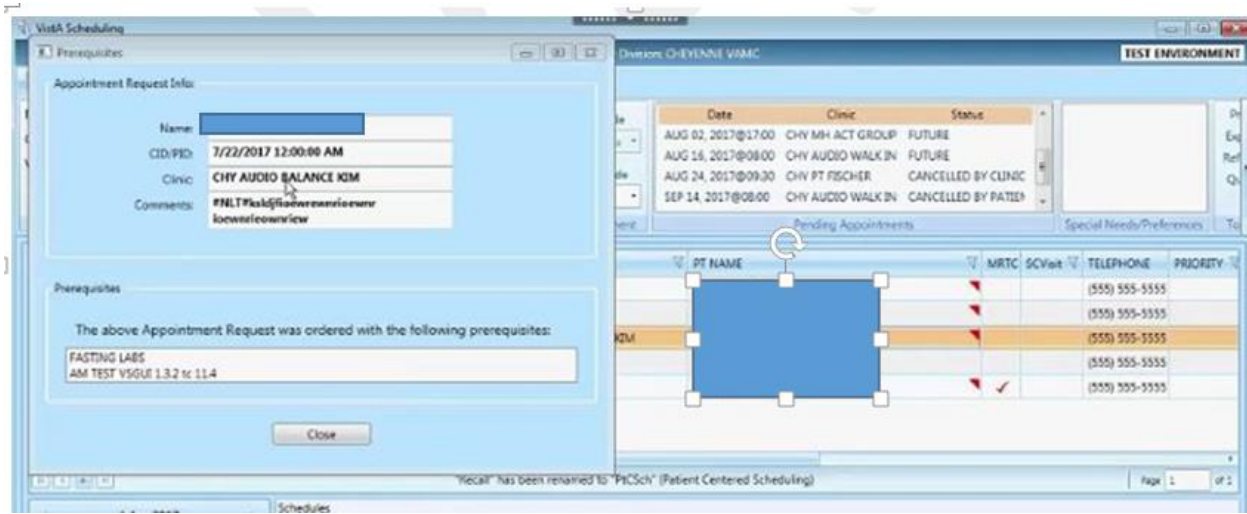 VistA Scheduling
Prerequisites
Division: CHEYENNE VAMC
TEST ENVIRONMENT
Appointment Request Info:
Name:
CID/PID: 7/22/2017 12:00:00 AM
Clinic: CHY AUDIO BALANCE KIM
Comments:
Prerequisites
The above Appointment Request was ordered with the following prerequisites:
FASTING LABS
AM TEST VSGUI 1.3.2 tc 11.4
Close
Date Clinic Status
AUG 02, 2017@17:00 CHY MH ACT GROUP FUTURE
AUG 16, 2017@08:00 CHY AUDIO WALK IN FUTURE
AUG 24, 2017@09:30 CHY PT FISCHER CANCELLED BY CLINIC
SEP 14, 2017@08:00 CHY AUDIO WALK IN CANCELLED BY PATIE
Pending Appointments
Special Needs/Preferences
PT NAME MRTC SCVisit TELEPHONE PRIORITY
(555) 555-5555
(555) 555-5555
KIM (555) 555-5555
(555) 555-5555
(555) 555-5555
"Recall" has been renamed to "PtCSch" (Patient Centered Scheduling)
Page 1 of 1
Schedules